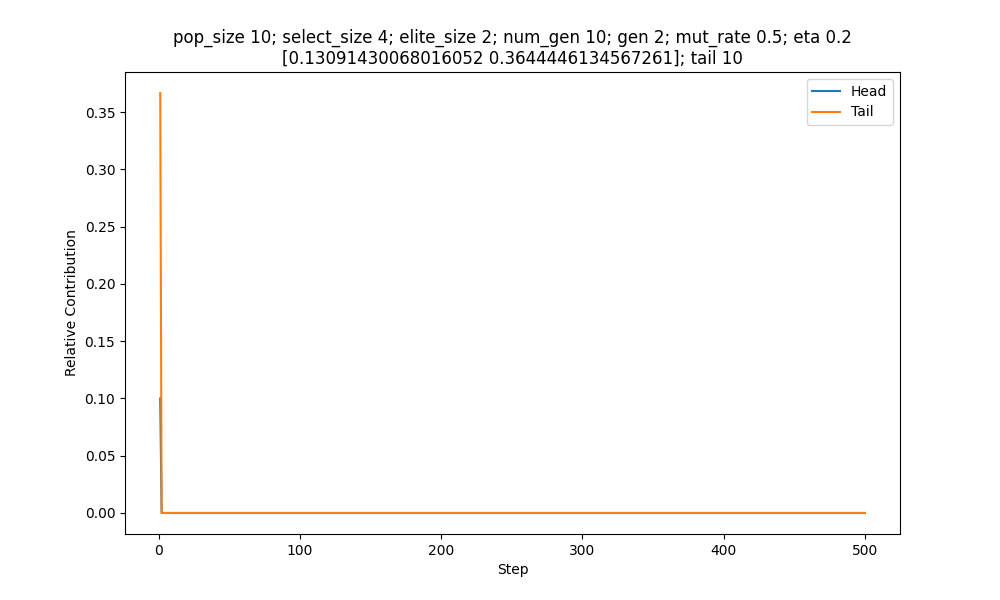 pop_size 10; select_size 4; elite_size 2; num_gen 10; gen 2; mut_rate 0.5; eta 0.2
[0.13091430068016052 0.3644446134567261]; tail 10
Head
Tail
0.35
0.30
0.25
0.20
0.15
0.10
0.05
0.00
Relative Contribution
0 100 200 300 400 500
Step